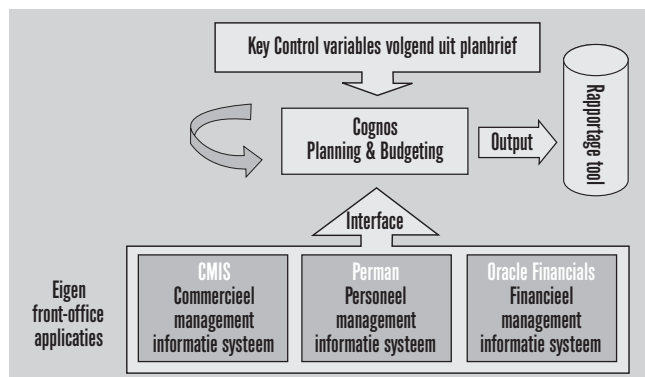 Key Control variables volgend uit planbrief
Cognos
Planning & Budgeting
Output
Rapportage tool
Interface
Eigen
front-office
applicaties
CMIS
Commercieel
management
informatie systeem
Perman
Personeel
management
informatie systeem
Oracle Financials
Financieel
management
informatie systeem